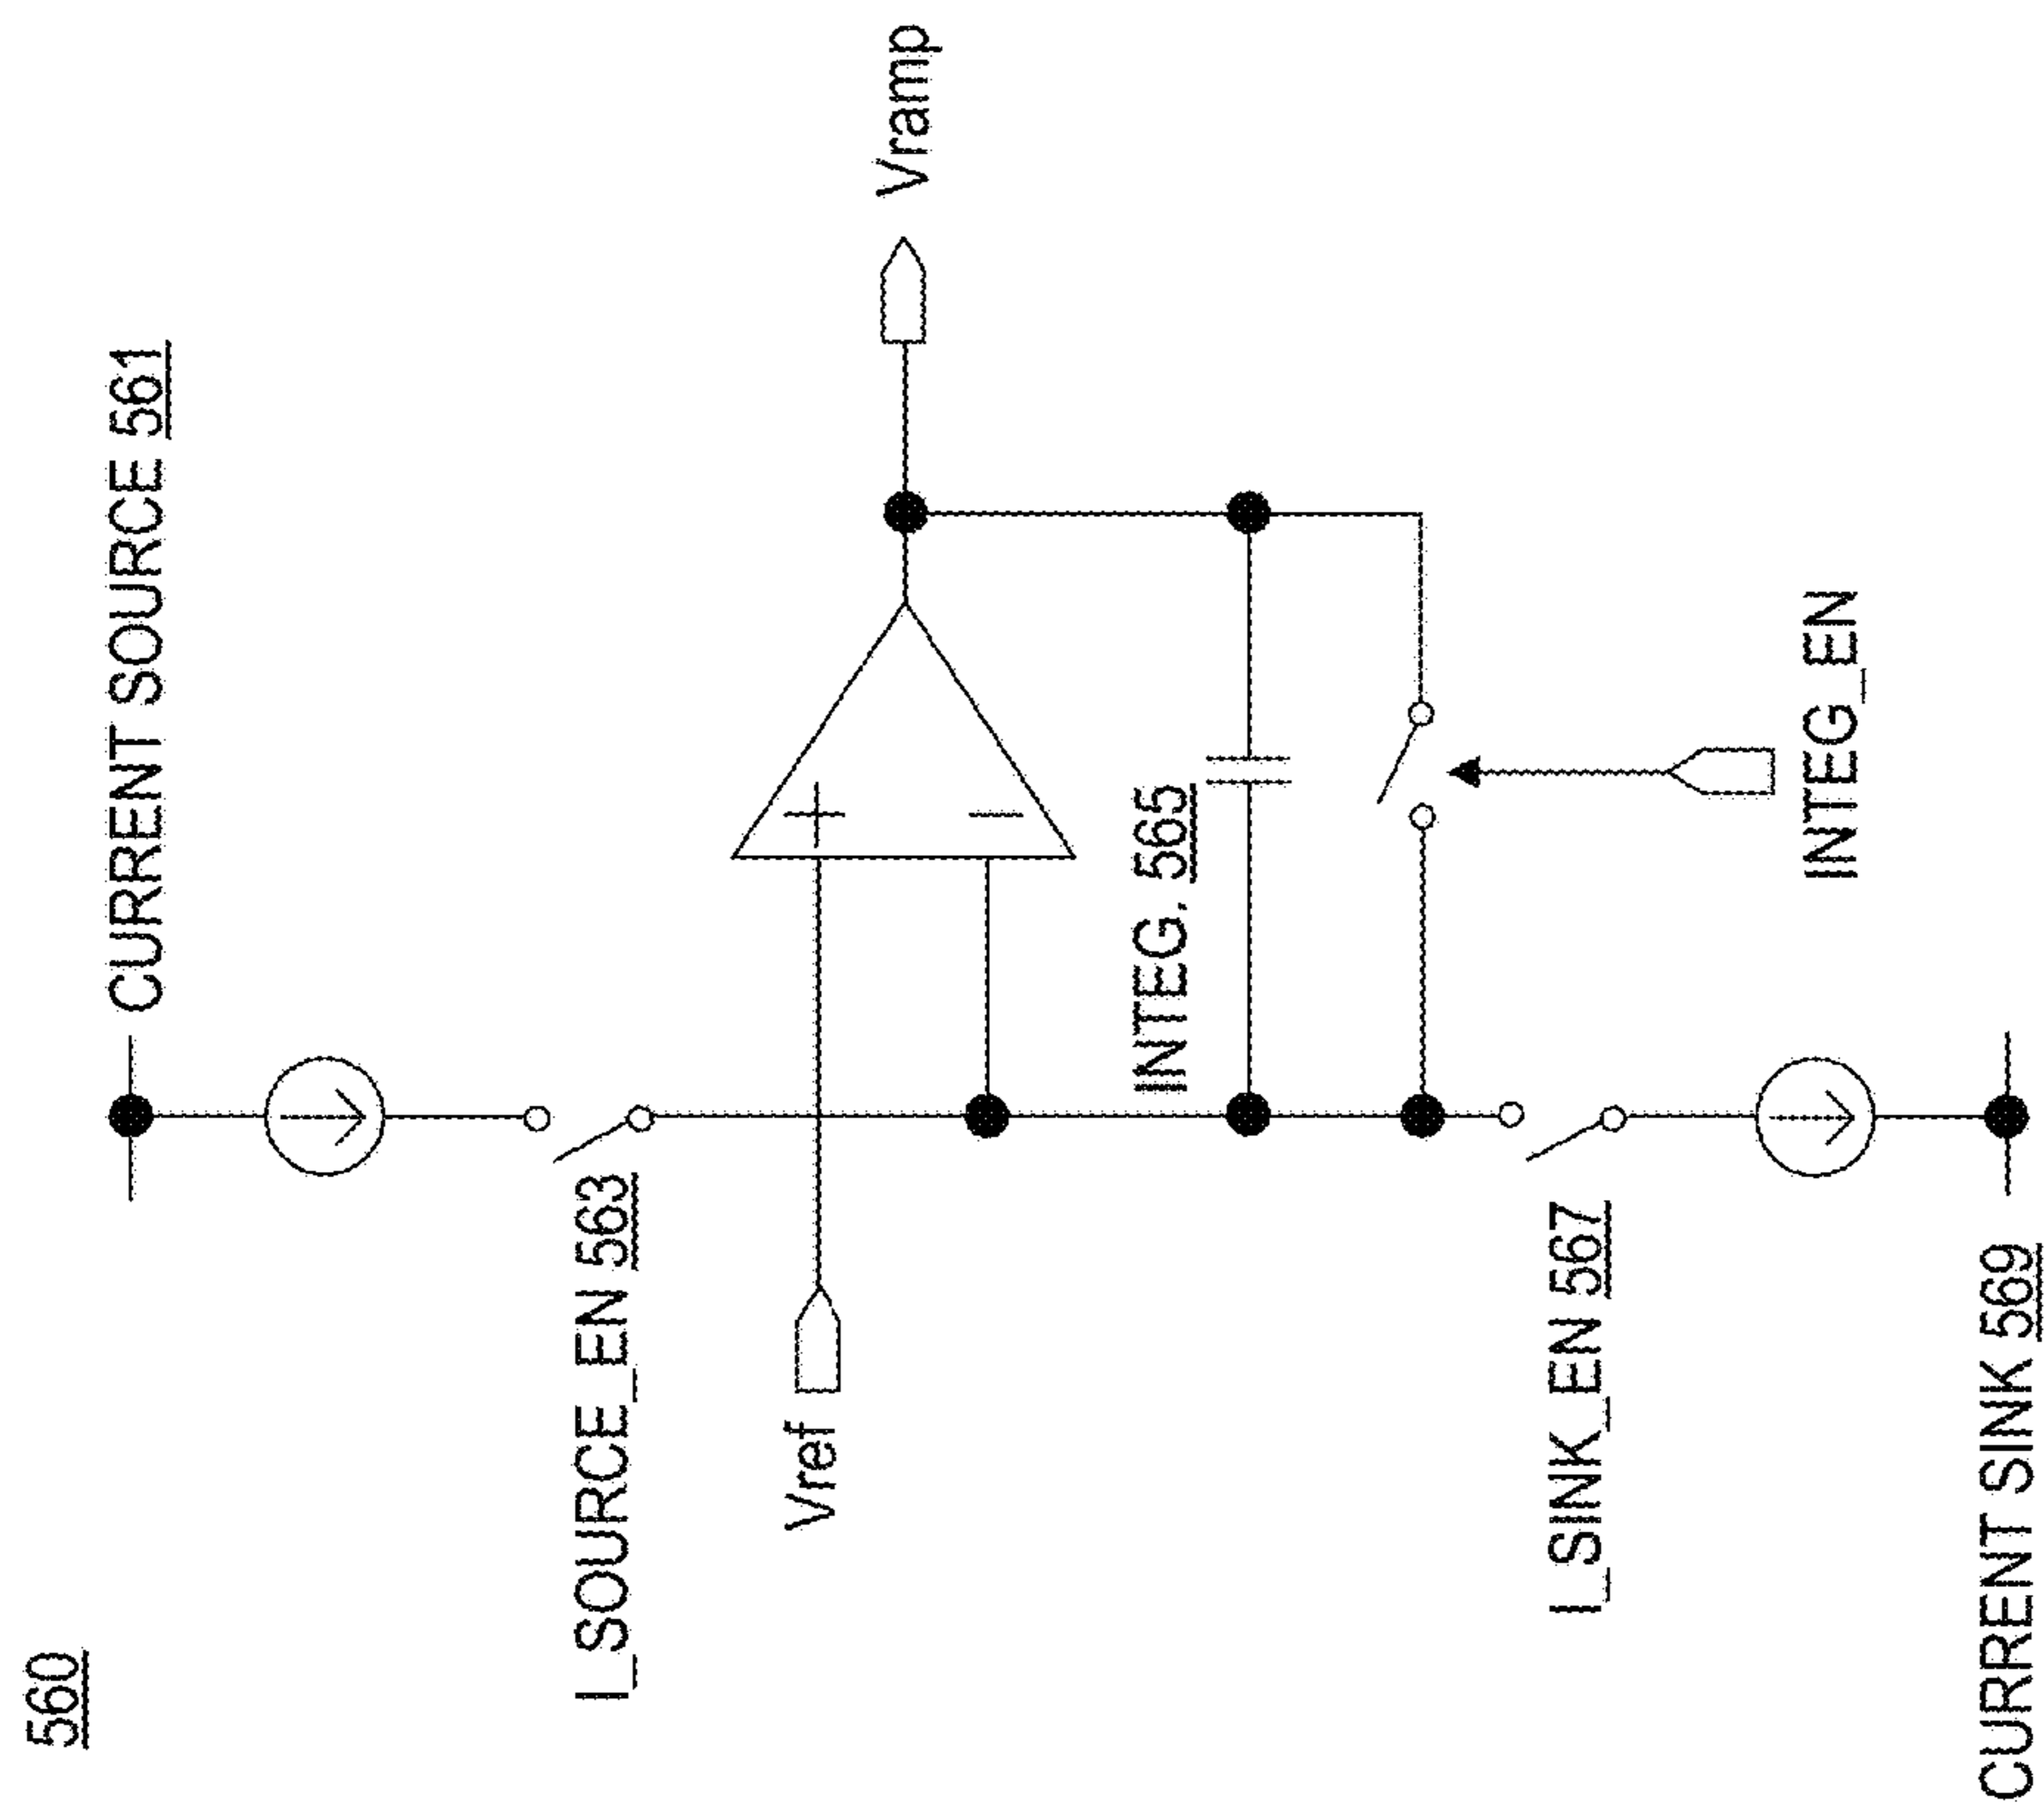 560
CURRENT SOURCE 561
I_SOURCE_EN 563
Vref
+
−
Vramp
INTEG. 565
INTEG_EN
I_SINK_EN 567
CURRENT SINK 569